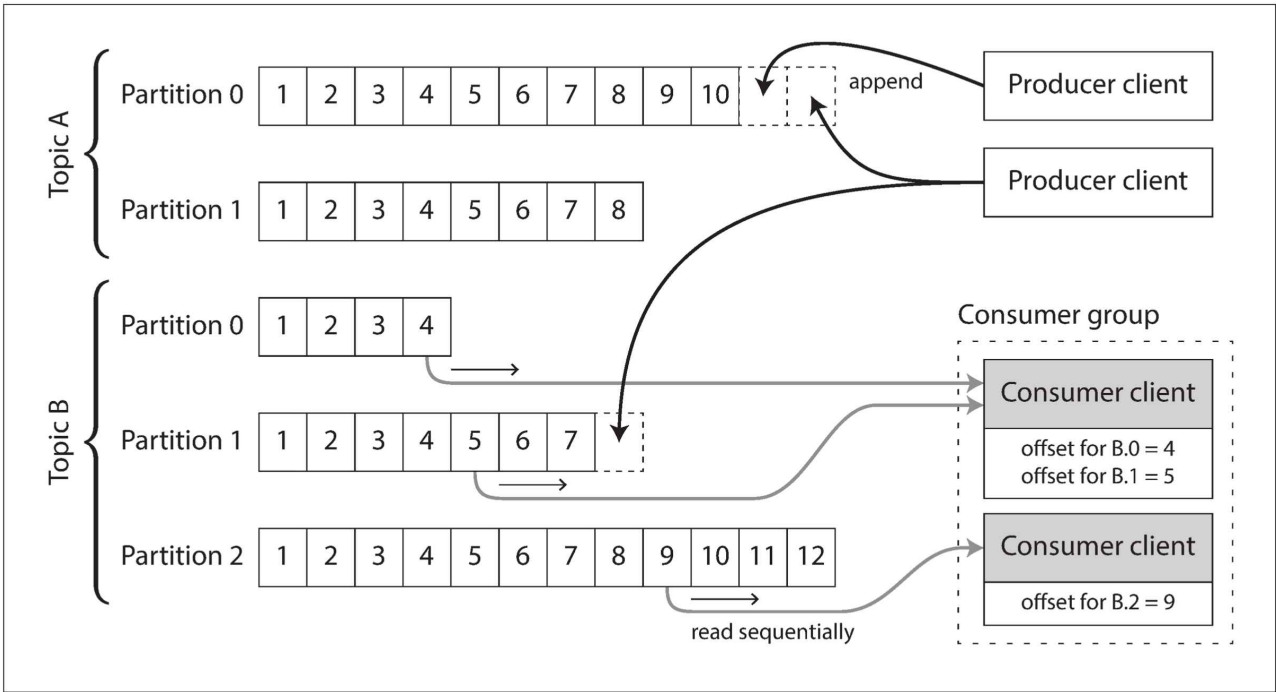 Topic A
Partition 0 1 2 3 4 5 6 7 8 9 10
append
Producer client
Producer client
Partition 1 1 2 3 4 5 6 7 8
Topic B
Partition 0 1 2 3 4
Partition 1 1 2 3 4 5 6 7
Partition 2 1 2 3 4 5 6 7 8 9 10 11 12
read sequentially
Consumer group
Consumer client
offset for B.0 = 4
offset for B.1 = 5
Consumer client
offset for B.2 = 9